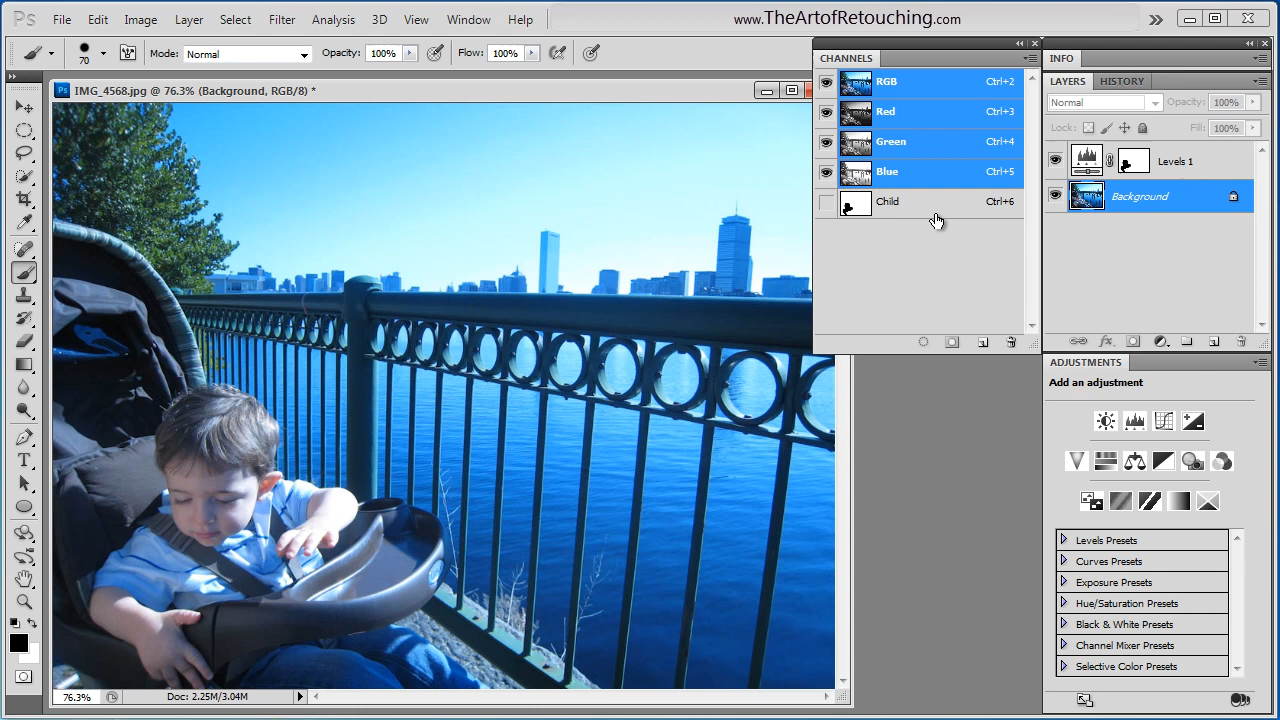 Ps File Edit Image Layer Select Filter Analysis 3D View Window Help www.TheArtofRetouching.com
70 Mode: Normal Opacity: 100% Flow: 100%
Ps @ 76.3% (Background, RGB/8) *
CHANNELS
RGB Ctrl+2
Red Ctrl+3
Green Ctrl+4
Blue Ctrl+5
Child Ctrl+6
INFO
LAYERS HISTORY
Normal Opacity: 100%
Lock: Fill: 100%
Levels 1
Background
ADJUSTMENTS
Add an adjustment
Levels Presets
Curves Presets
Exposure Presets
Hue/Saturation Presets
Black & White Presets
Channel Mixer Presets
Selective Color Presets
76.3% Doc: 2.25M/3.04M